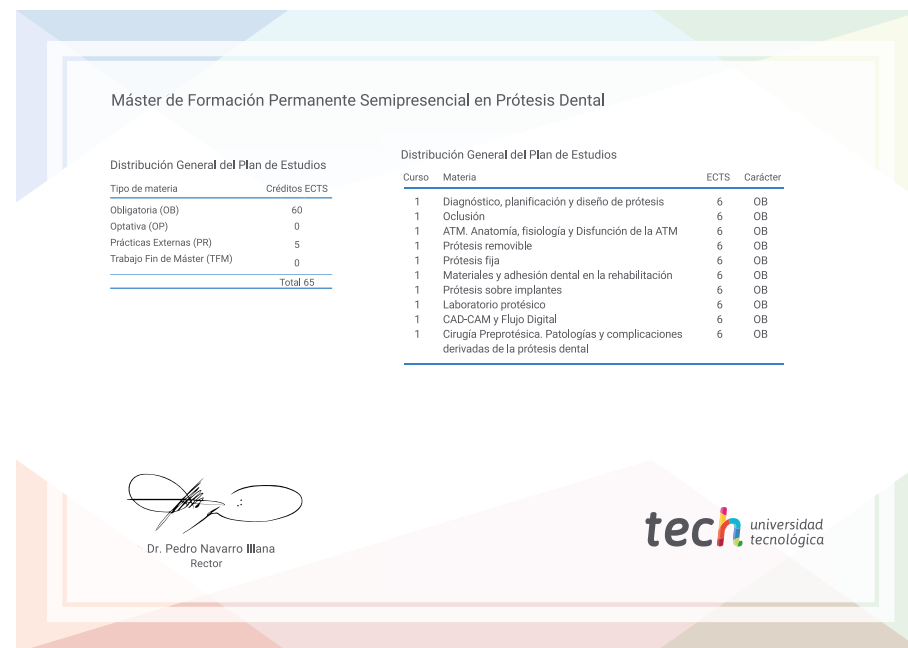 Máster de Formación Permanente Semipresencial en Prótesis Dental
Distribución General del Plan de Estudios
Tipo de materia Créditos ECTS
Obligatoria (OB) 60
Optativa (OP) 0
Prácticas Externas (PR) 5
Trabajo Fin de Máster (TFM) 0
Total 65
Distribución General del Plan de Estudios
Curso Materia ECTS Carácter
1 Diagnóstico, planificación y diseño de prótesis 6 OB
1 Oclusión 6 OB
1 ATM. Anatomía, fisiología y Disfunción de la ATM 6 OB
1 Prótesis removible 6 OB
1 Prótesis fija 6 OB
1 Materiales y adhesión dental en la rehabilitación 6 OB
1 Prótesis sobre implantes 6 OB
1 Laboratorio protésico 6 OB
1 CAD-CAM y Flujo Digital 6 OB
1 Cirugía Preprotésica. Patologías y complicaciones 6 OB
derivadas de la prótesis dental
Dr. Pedro Navarro Illana
Rector
tech universidad
tecnológica